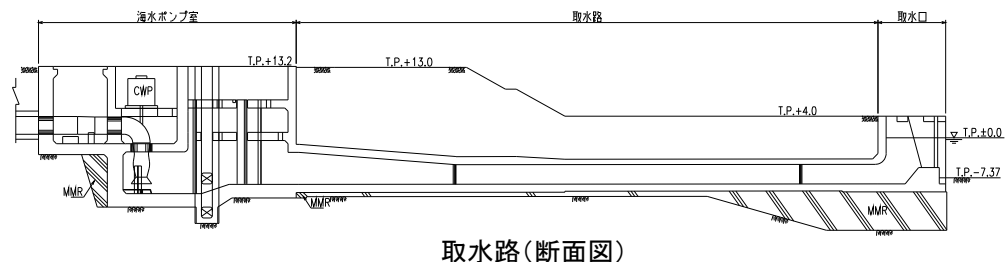 海水ポンプ室
取水路
取水口
T.P.+13.2
T.P.+13.0
CWP
T.P.+4.0
T.P.±0.0
T.P.-7.37
MMR
MMR
MMR
取水路(断面図)